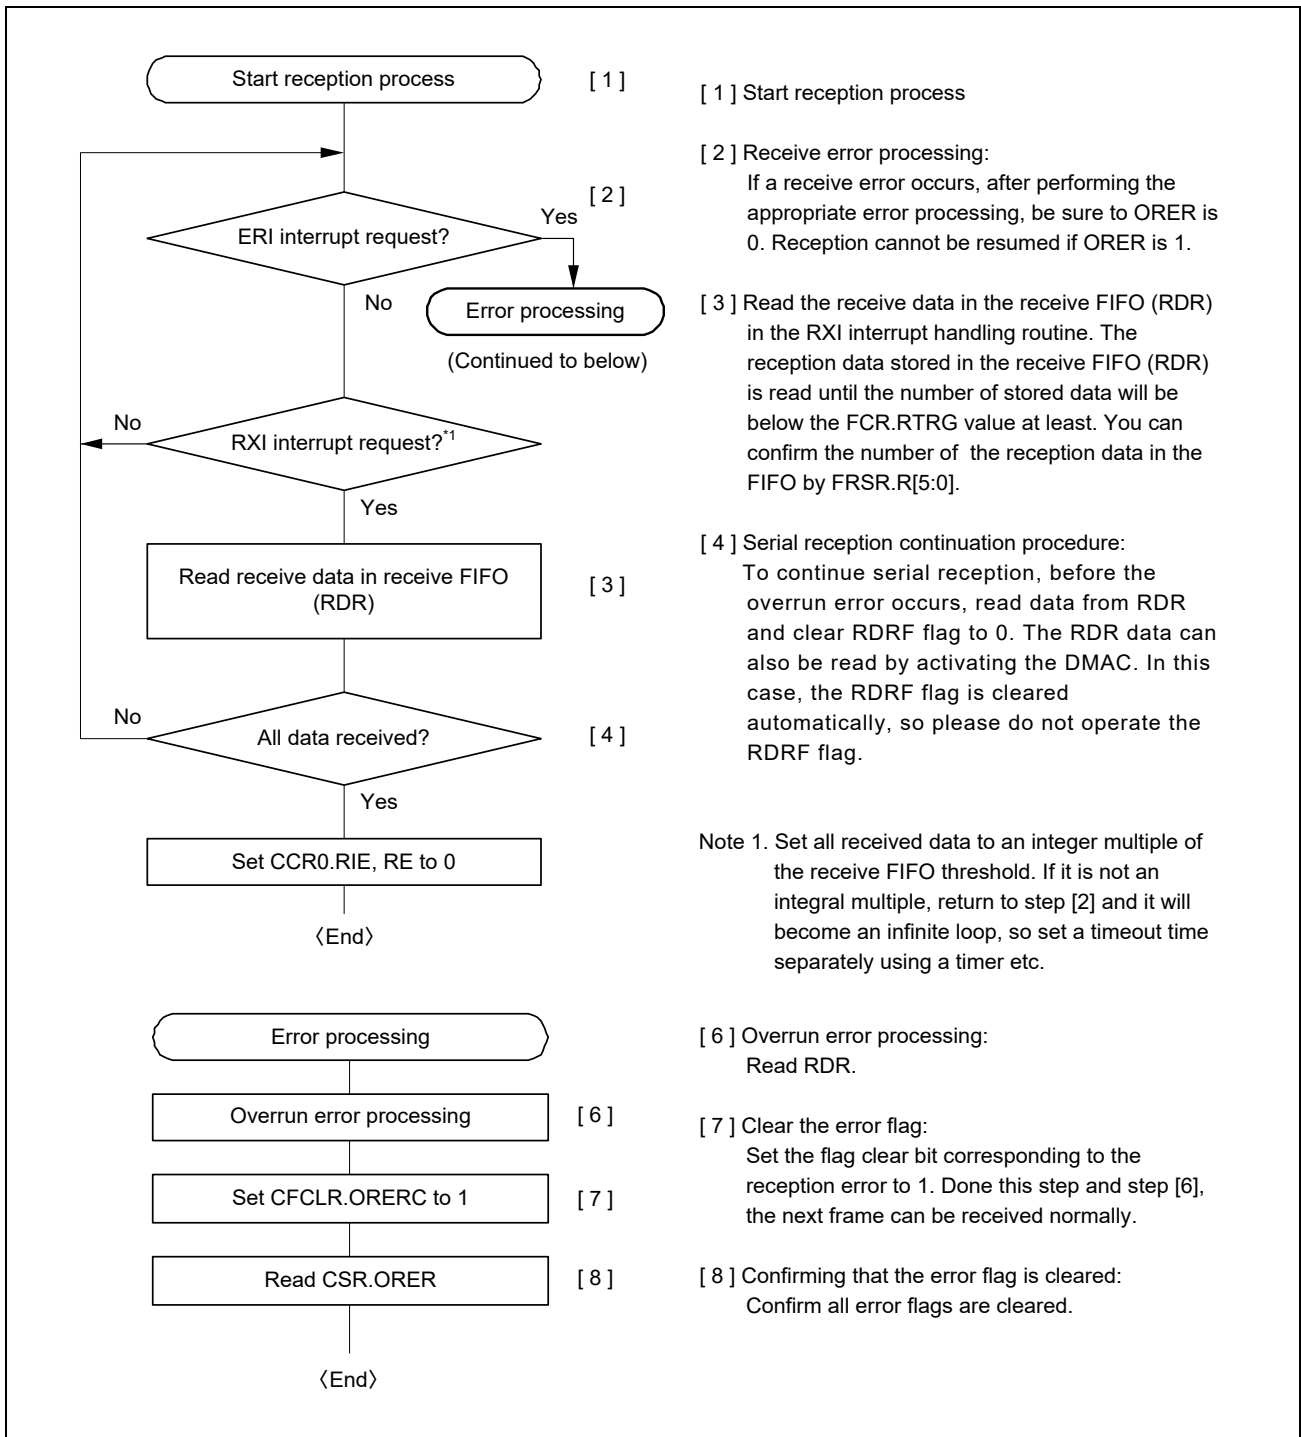 Start reception process
[ 1 ]
ERI interrupt request?
[ 2 ]
Yes
No
Error processing
(Continued to below)
No
RXI interrupt request?*1
Yes
Read receive data in receive FIFO
(RDR)
[ 3 ]
No
All data received?
[ 4 ]
Yes
Set CCR0.RIE, RE to 0
〈End〉
Error processing
Overrun error processing
[ 6 ]
Set CFCLR.ORERC to 1
[ 7 ]
Read CSR.ORER
[ 8 ]
〈End〉
[ 1 ] Start reception process
[ 2 ] Receive error processing:
If a receive error occurs, after performing the
appropriate error processing, be sure to ORER is
0. Reception cannot be resumed if ORER is 1.
[ 3 ] Read the receive data in the receive FIFO (RDR)
in the RXI interrupt handling routine. The
reception data stored in the receive FIFO (RDR)
is read until the number of stored data will be
below the FCR.RTRG value at least. You can
confirm the number of  the reception data in the
FIFO by FRSR.R[5:0].
[ 4 ] Serial reception continuation procedure:
To continue serial reception, before the
overrun error occurs, read data from RDR
and clear RDRF flag to 0. The RDR data can
also be read by activating the DMAC. In this
case, the RDRF flag is cleared
automatically, so please do not operate the
RDRF flag.
Note 1. Set all received data to an integer multiple of
the receive FIFO threshold. If it is not an
integral multiple, return to step [2] and it will
become an infinite loop, so set a timeout time
separately using a timer etc.
[ 6 ] Overrun error processing:
Read RDR.
[ 7 ] Clear the error flag:
Set the flag clear bit corresponding to the
reception error to 1. Done this step and step [6],
the next frame can be received normally.
[ 8 ] Confirming that the error flag is cleared:
Confirm all error flags are cleared.